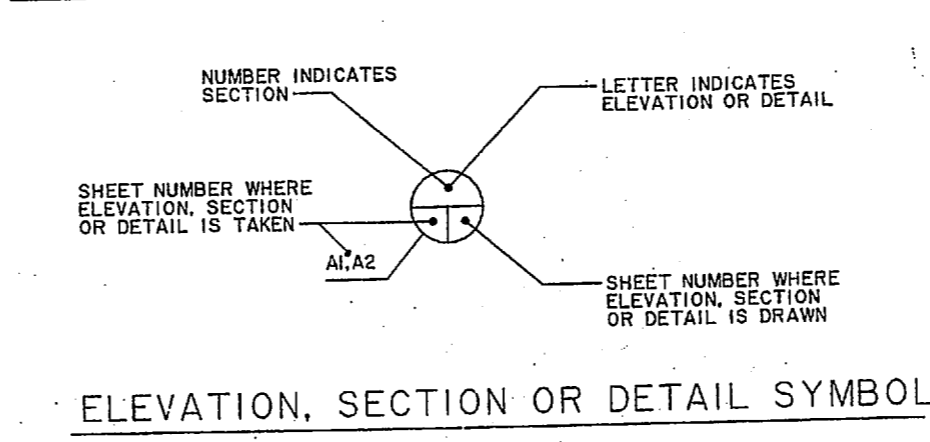 NUMBER INDICATES
SECTION
LETTER INDICATES
ELEVATION OR DETAIL
SHEET NUMBER WHERE
ELEVATION, SECTION
OR DETAIL IS TAKEN
A1,A2
SHEET NUMBER WHERE
ELEVATION, SECTION
OR DETAIL IS DRAWN
ELEVATION, SECTION OR DETAIL SYMBOL